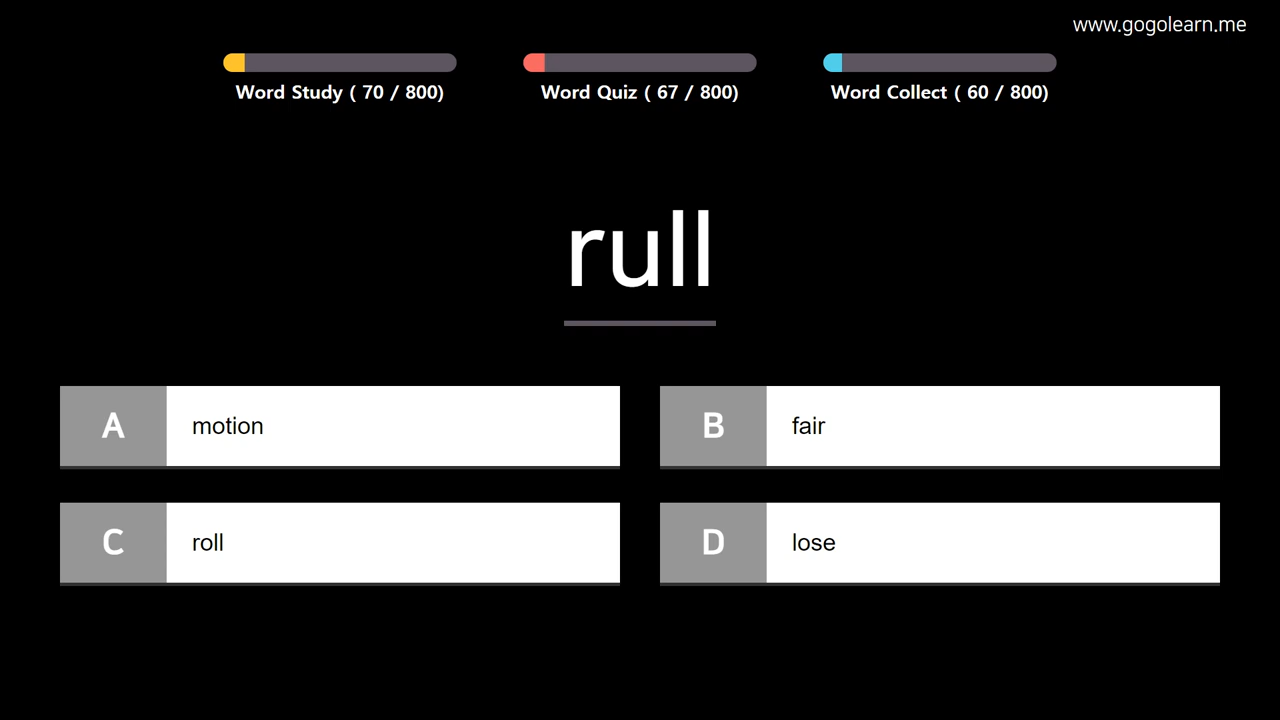 www.gogolearn.me
Word Study ( 70 / 800)
Word Quiz ( 67 / 800)
Word Collect ( 60 / 800)
rull
A motion
B fair
C roll
D lose